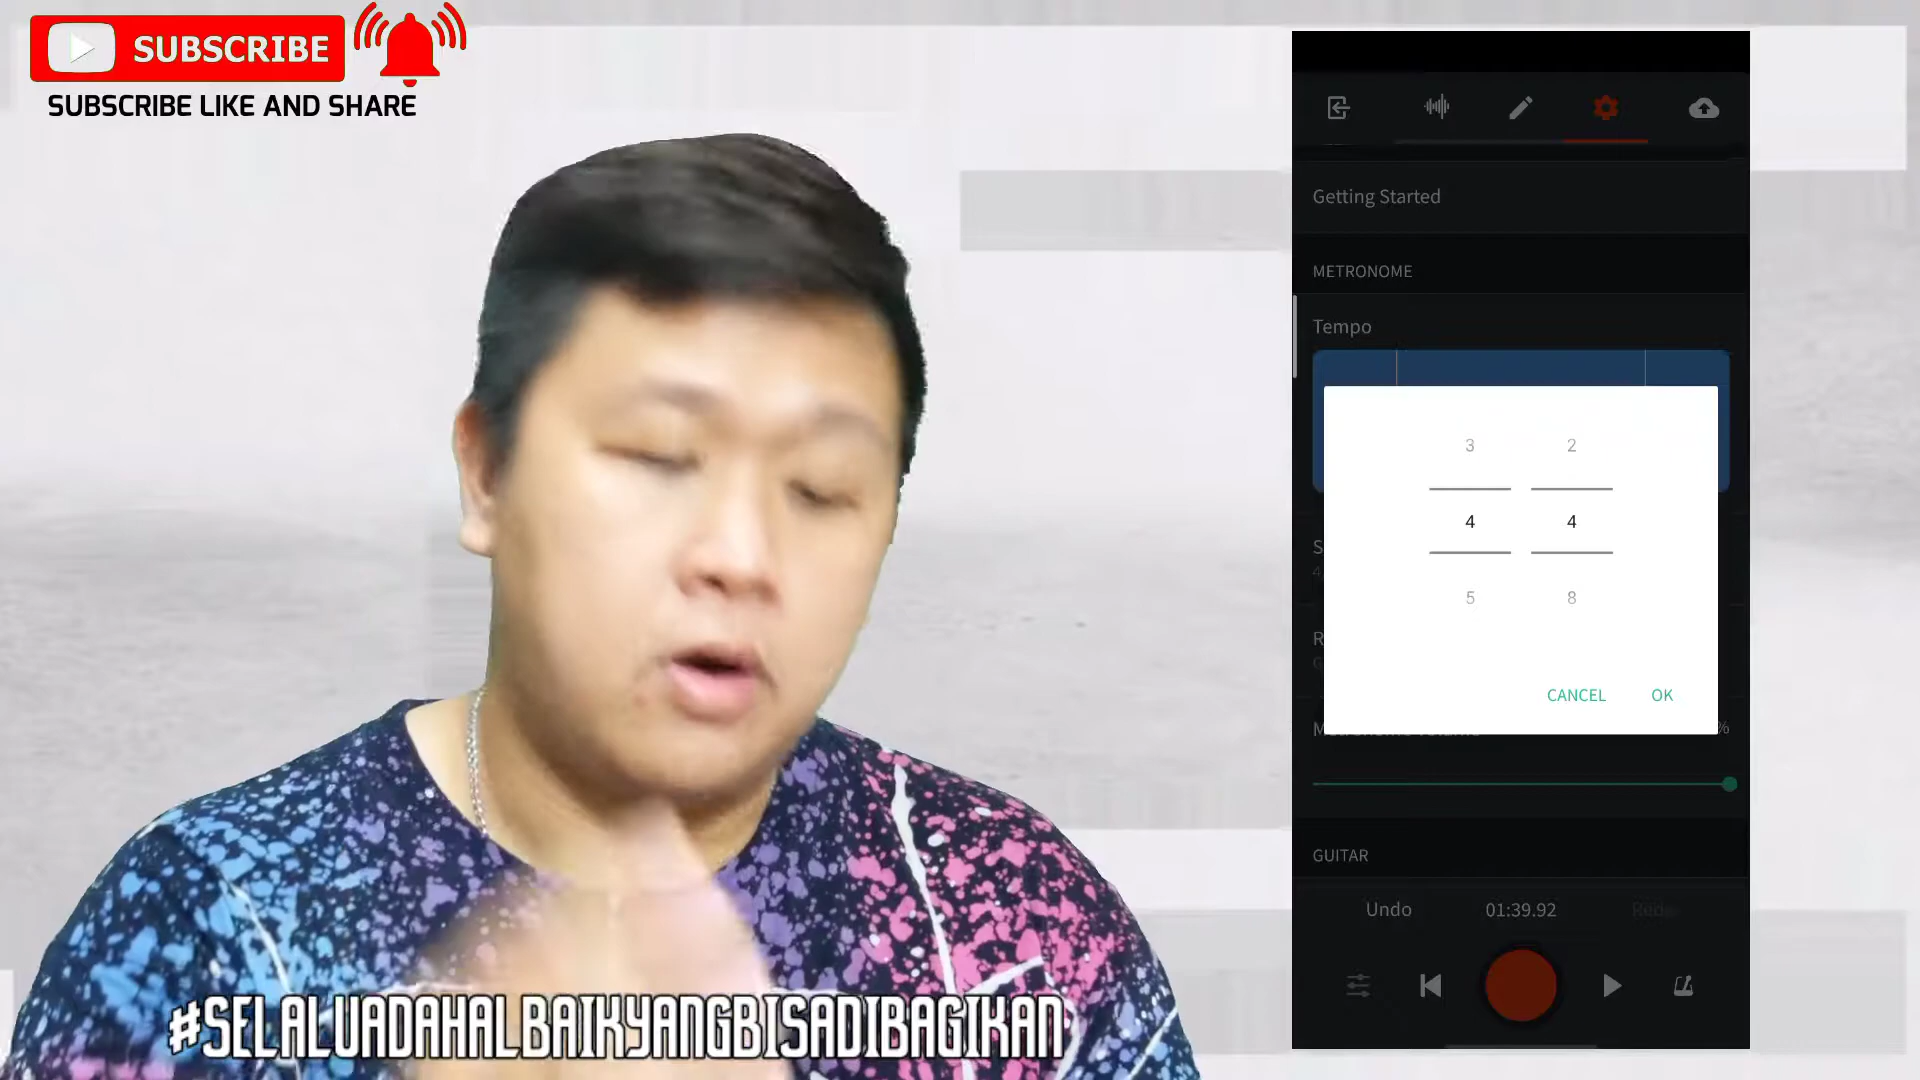 SUBSCRIBE
SUBSCRIBE LIKE AND SHARE
Getting Started
METRONOME
Tempo
3 2
4 4
5 8
CANCEL OK
%
GUITAR
Undo 01:39.92 Redo
#SELALUADAHALBAIKYANGBISADIBAGIKAN